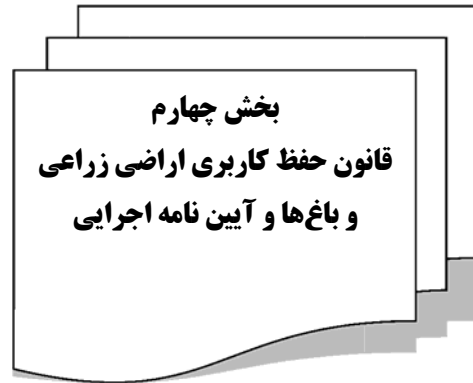 بخش چهارم
قانون حفظ کاربری اراضی زراعی
و باغ‌ها و آیین نامه اجرایی